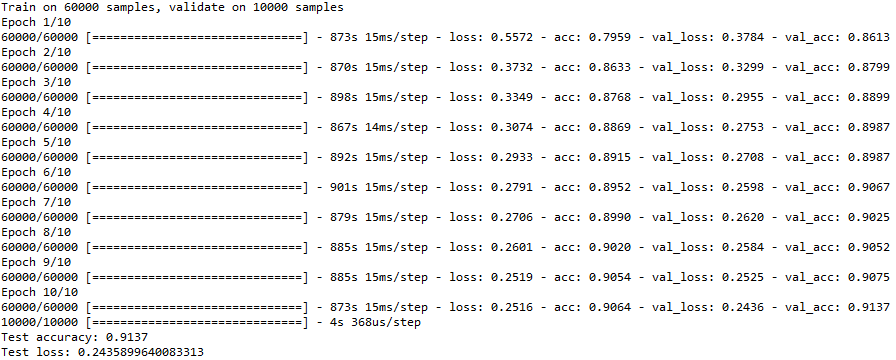 Train on 60000 samples, validate on 10000 samples
Epoch 1/10
60000/60000 [==============================] - 873s 15ms/step - loss: 0.5572 - acc: 0.7959 - val_loss: 0.3784 - val_acc: 0.8613
Epoch 2/10
60000/60000 [==============================] - 870s 15ms/step - loss: 0.3732 - acc: 0.8633 - val_loss: 0.3299 - val_acc: 0.8799
Epoch 3/10
60000/60000 [==============================] - 898s 15ms/step - loss: 0.3349 - acc: 0.8768 - val_loss: 0.2955 - val_acc: 0.8899
Epoch 4/10
60000/60000 [==============================] - 867s 14ms/step - loss: 0.3074 - acc: 0.8869 - val_loss: 0.2753 - val_acc: 0.8987
Epoch 5/10
60000/60000 [==============================] - 892s 15ms/step - loss: 0.2933 - acc: 0.8915 - val_loss: 0.2708 - val_acc: 0.8987
Epoch 6/10
60000/60000 [==============================] - 901s 15ms/step - loss: 0.2791 - acc: 0.8952 - val_loss: 0.2598 - val_acc: 0.9067
Epoch 7/10
60000/60000 [==============================] - 879s 15ms/step - loss: 0.2706 - acc: 0.8990 - val_loss: 0.2620 - val_acc: 0.9025
Epoch 8/10
60000/60000 [==============================] - 885s 15ms/step - loss: 0.2601 - acc: 0.9020 - val_loss: 0.2584 - val_acc: 0.9052
Epoch 9/10
60000/60000 [==============================] - 885s 15ms/step - loss: 0.2519 - acc: 0.9054 - val_loss: 0.2525 - val_acc: 0.9075
Epoch 10/10
60000/60000 [==============================] - 873s 15ms/step - loss: 0.2516 - acc: 0.9064 - val_loss: 0.2436 - val_acc: 0.9137
10000/10000 [==============================] - 4s 368us/step
Test accuracy: 0.9137
Test loss: 0.2435899640083313